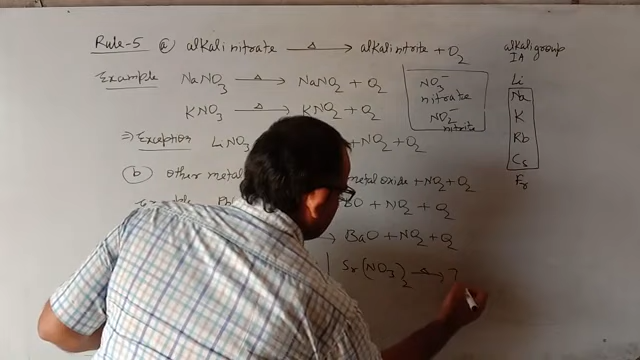 Rule-5 ⓐ alkali nitrate —Δ→ alkali nitrite + O₂
Example NaNO₃ —Δ→ NaNO₂ + O₂
KNO₃ —Δ→ KNO₂ + O₂
⇒ Exception LiNO₃ + NO₂ + O₂
ⓑ other metal metal oxide + NO₂ + O₂
O + NO₂ + O₂
→ BaO + NO₂ + O₂
Sr(NO₃)₂ —Δ→ ?
NO₃⁻
nitrate
NO₂⁻
nitrite
alkali group
IA
Li
Na
K
Rb
Cs
Fr